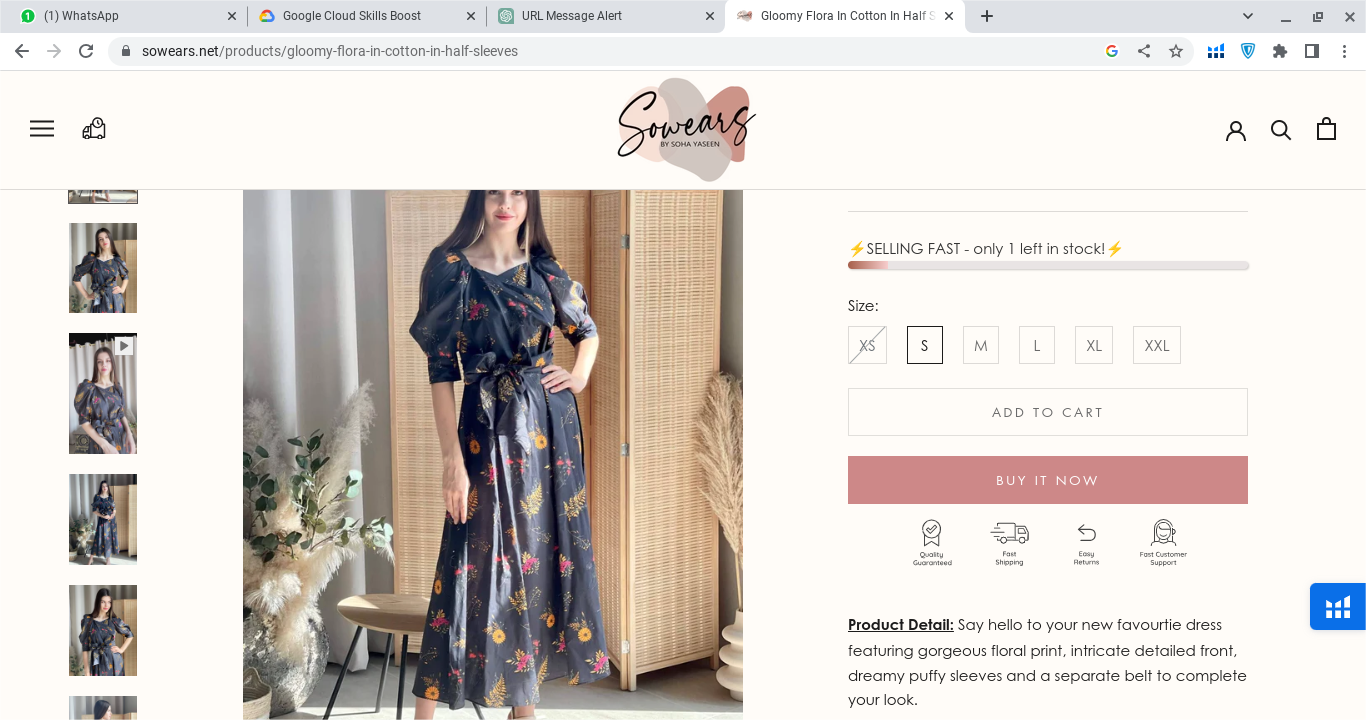 (1) WhatsApp
Google Cloud Skills Boost
URL Message Alert
Gloomy Flora In Cotton In Half S
sowears.net/products/gloomy-flora-in-cotton-in-half-sleeves
Sowears
BY SOHA YASEEN
⚡SELLING FAST - only 1 left in stock!⚡
Size:
XS S M L XL XXL
ADD TO CART
BUY IT NOW
Quality Guaranteed
Fast Shipping
Easy Returns
Fast Customer Support
Product Detail: Say hello to your new favourtie dress
featuring gorgeous floral print, intricate detailed front,
dreamy puffy sleeves and a separate belt to complete
your look.